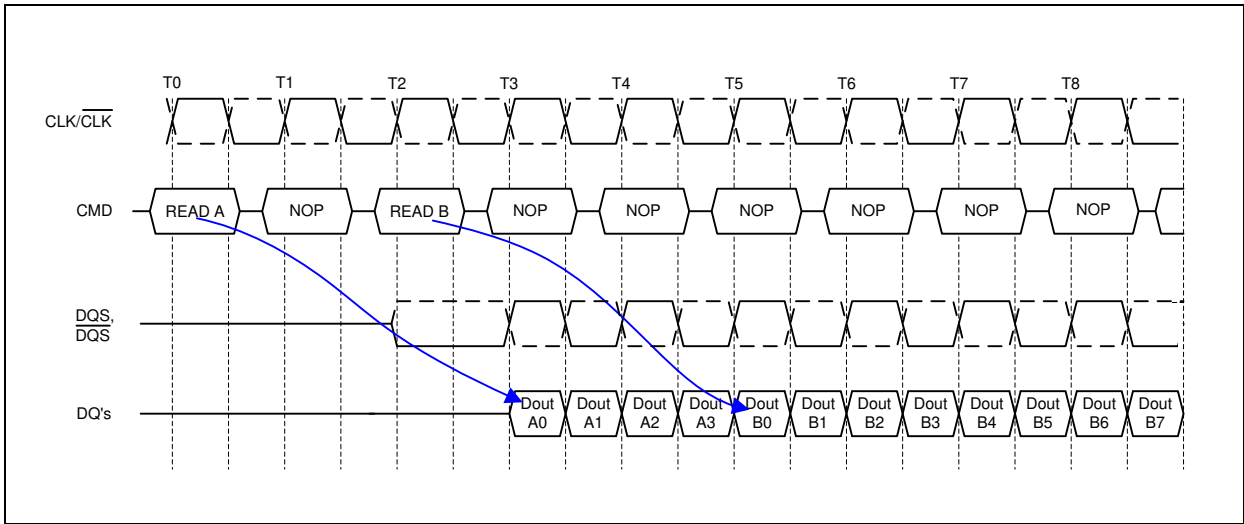 T0 T1 T2 T3 T4 T5 T6 T7 T8
CLK/C̅L̅K̅
CMD READ A NOP READ B NOP NOP NOP NOP NOP NOP
DQS,
D̅Q̅S̅
DQ's
Dout Dout Dout Dout Dout Dout Dout Dout Dout Dout Dout Dout
A0 A1 A2 A3 B0 B1 B2 B3 B4 B5 B6 B7